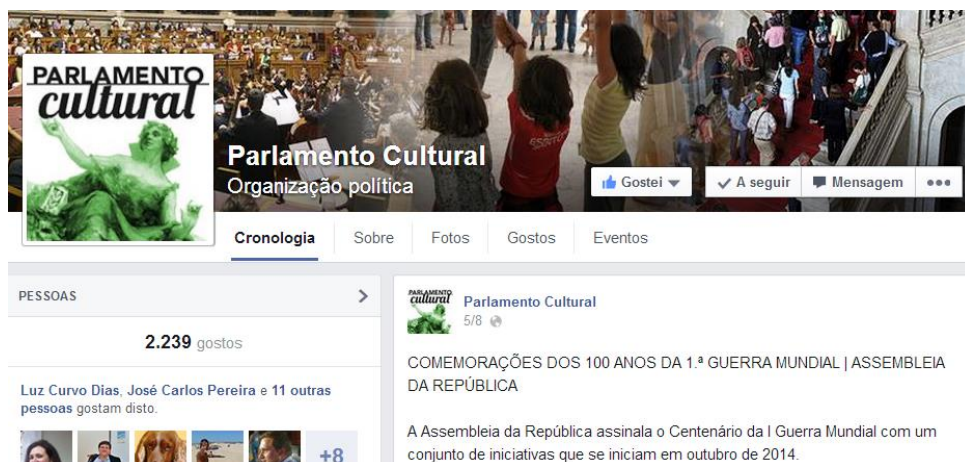 PARLAMENTO
cultural
Parlamento Cultural
Organização política
Gostei
A seguir
Mensagem
Cronologia
Sobre
Fotos
Gostos
Eventos
PESSOAS
2.239 gostos
Luz Curvo Dias, José Carlos Pereira e 11 outras
pessoas gostam disto.
+8
PARLAMENTO
cultural
Parlamento Cultural
5/8
COMEMORAÇÕES DOS 100 ANOS DA 1.ª GUERRA MUNDIAL | ASSEMBLEIA
DA REPÚBLICA
A Assembleia da República assinala o Centenário da I Guerra Mundial com um
conjunto de iniciativas que se iniciam em outubro de 2014.